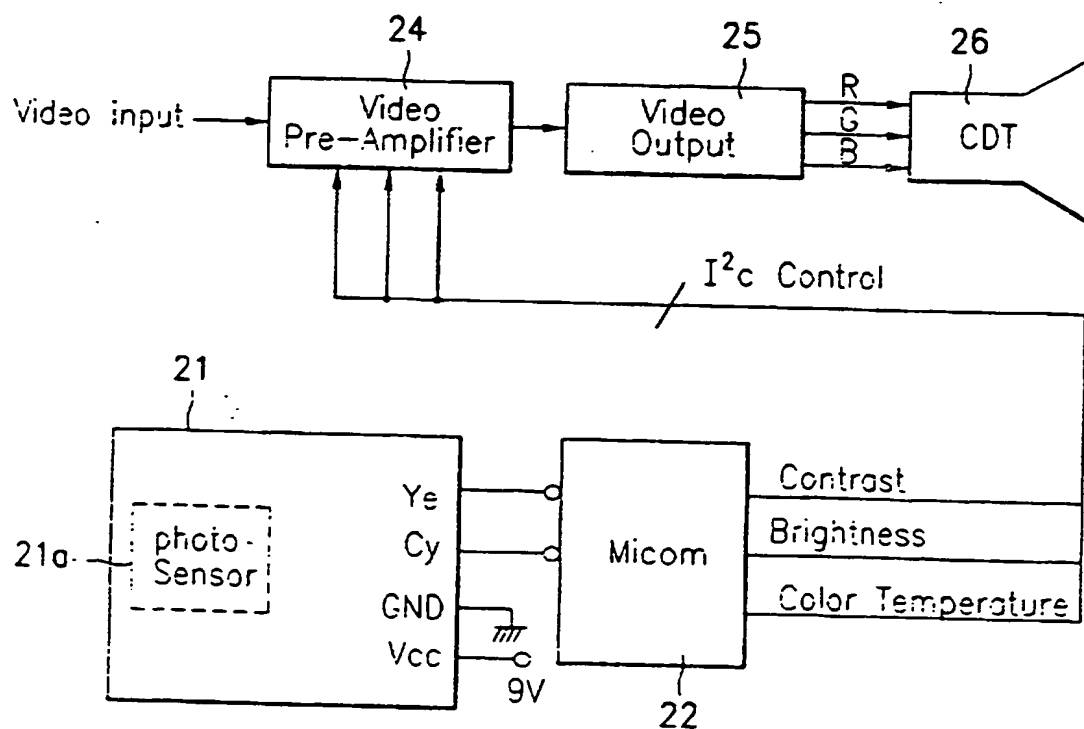 24
25
26
Video input
Video
Pre-Amplifier
Video
Output
R
G
B
CDT
I²c Control
21
21a
photo-
Sensor
Ye
Cy
GND
Vcc
9V
Micom
22
Contrast
Brightness
Color Temperature